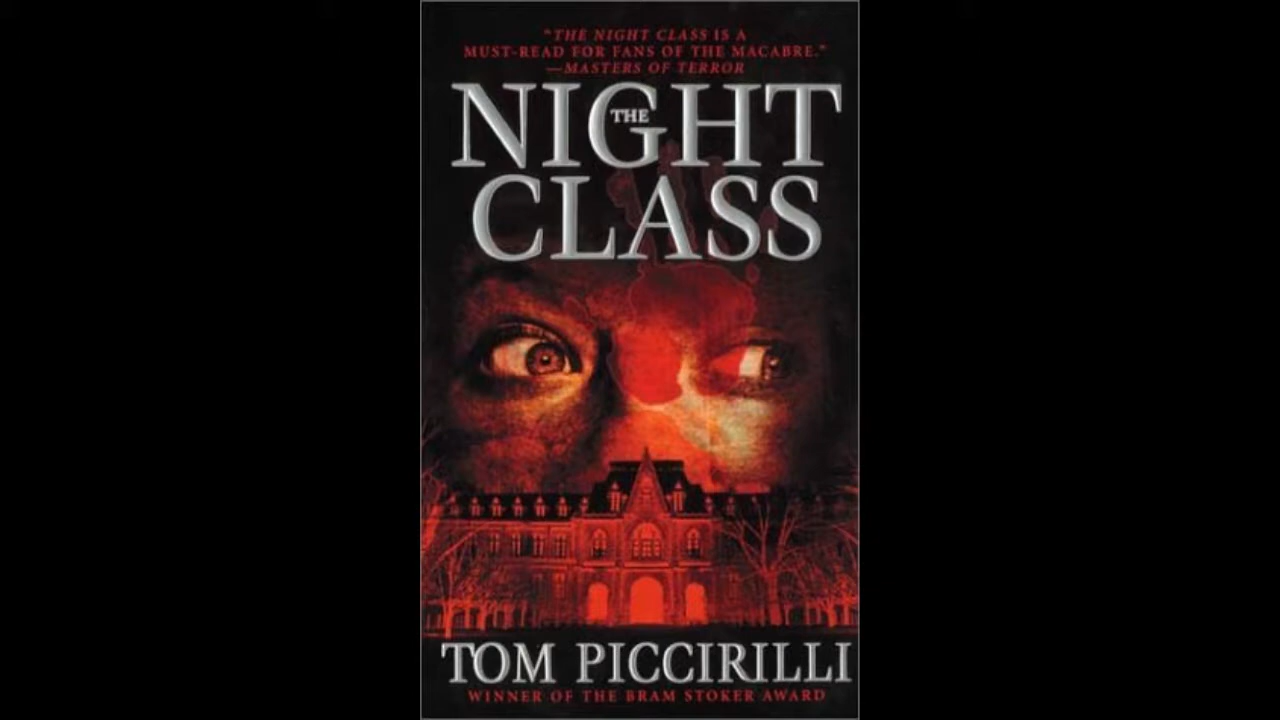 "THE NIGHT CLASS IS A
MUST-READ FOR FANS OF THE MACABRE."
—MASTERS OF TERROR
THE
NIGHT
CLASS
TOM PICCIRILLI
WINNER OF THE BRAM STOKER AWARD